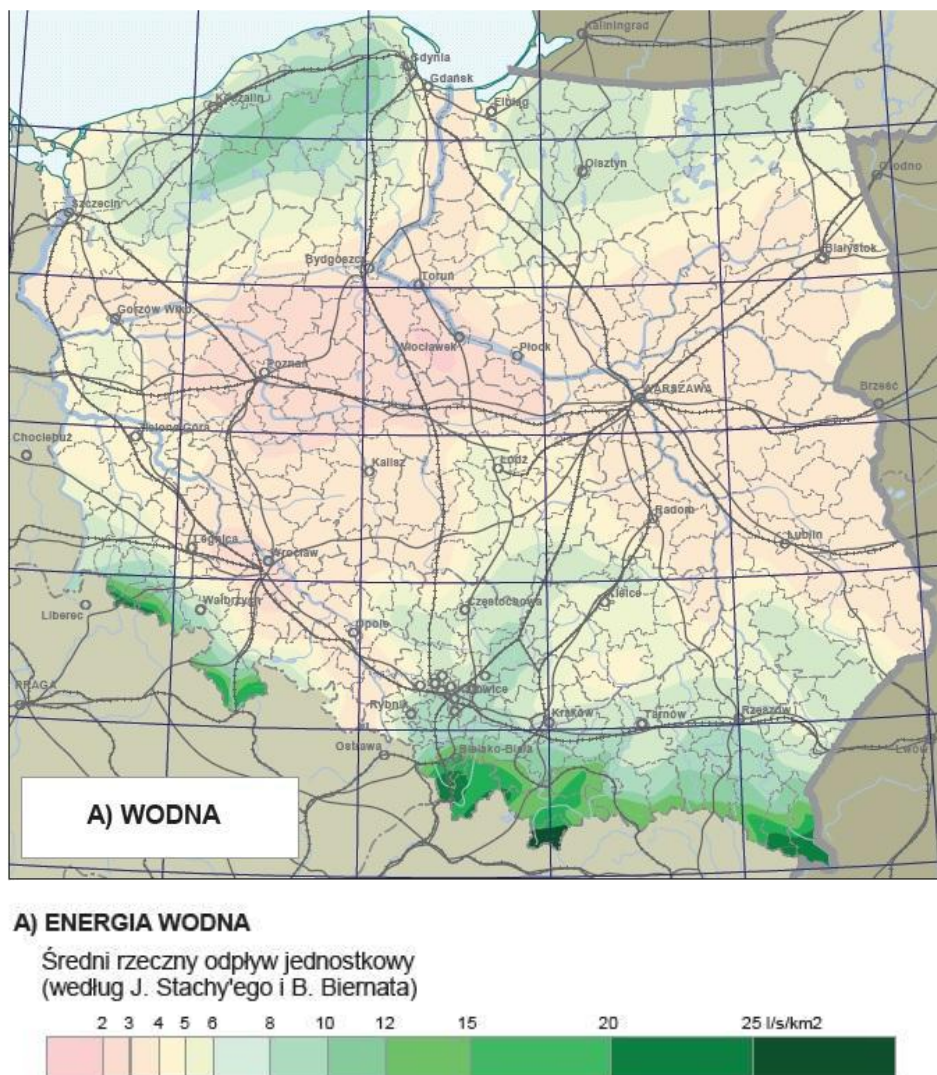 Kaliningrad
Gdynia
Gdańsk
Koszalin
Elbląg
Olsztyn
Grodno
Szczecin
Białystok
Bydgoszcz
Toruń
Gorzów Wlkp.
Włocławek
Płock
Poznań
WARSZAWA
Brześć
Zielona Góra
Chociebuż
Kalisz
Łódź
Radom
Legnica
Wrocław
Lublin
Liberec
Wałbrzych
Częstochowa
Kielce
Opole
PRAGA
Katowice
Rybnik
Kraków
Tarnów
Rzeszów
Ostrawa
Bielsko-Biała
Lwów
A) WODNA
A) ENERGIA WODNA
Średni rzeczny odpływ jednostkowy
(według J. Stachy'ego i B. Biernata)
2 3 4 5 6 8 10 12 15 20 25 l/s/km2